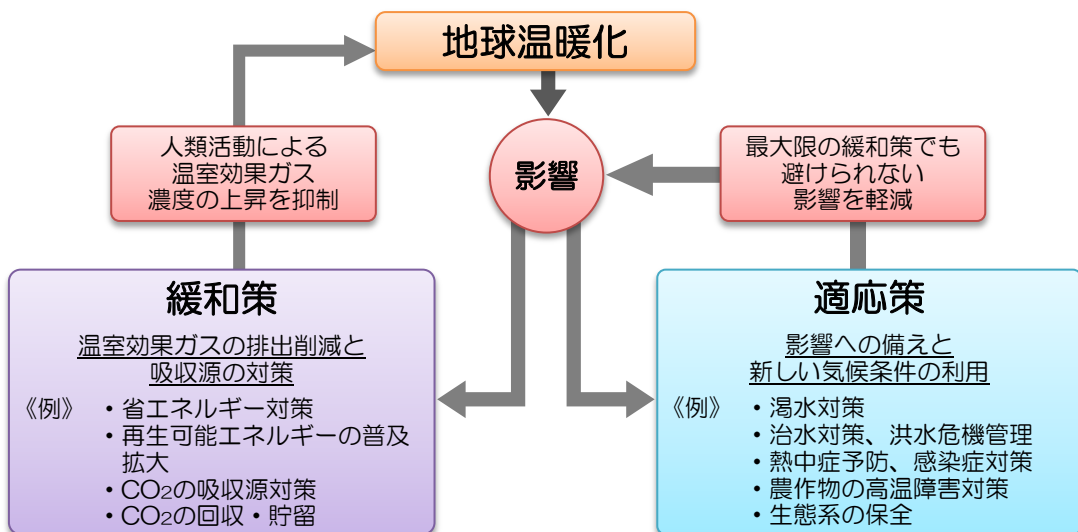 地球温暖化
人類活動による
温室効果ガス
濃度の上昇を抑制
影響
最大限の緩和策でも
避けられない
影響を軽減
緩和策
温室効果ガスの排出削減と
吸収源の対策
《例》 ・省エネルギー対策
・再生可能エネルギーの普及
拡大
・CO₂の吸収源対策
・CO₂の回収・貯留
適応策
影響への備えと
新しい気候条件の利用
《例》 ・渇水対策
・治水対策、洪水危機管理
・熱中症予防、感染症対策
・農作物の高温障害対策
・生態系の保全